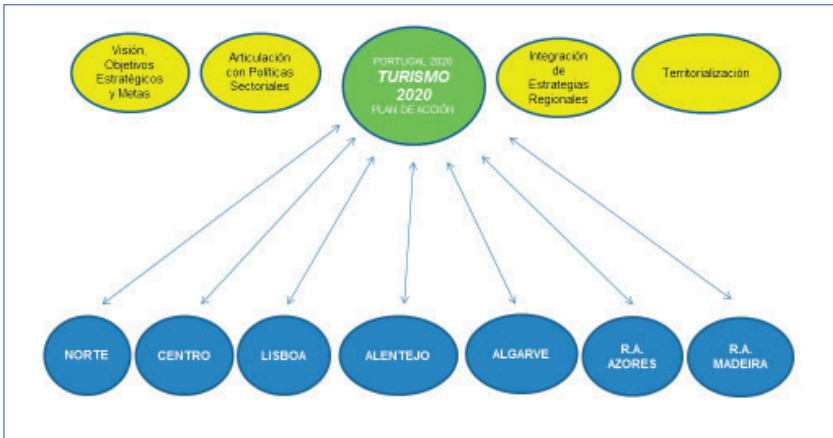 Visión,
Objetivos
Estratégicos
y Metas
Articulación
con Políticas
Sectoriales
PORTUGAL 2020
TURISMO
2020
PLAN DE ACCIÓN
Integración
de
Estrategias
Regionales
Territorialización
NORTE
CENTRO
LISBOA
ALENTEJO
ALGARVE
R.A.
AZORES
R.A.
MADEIRA